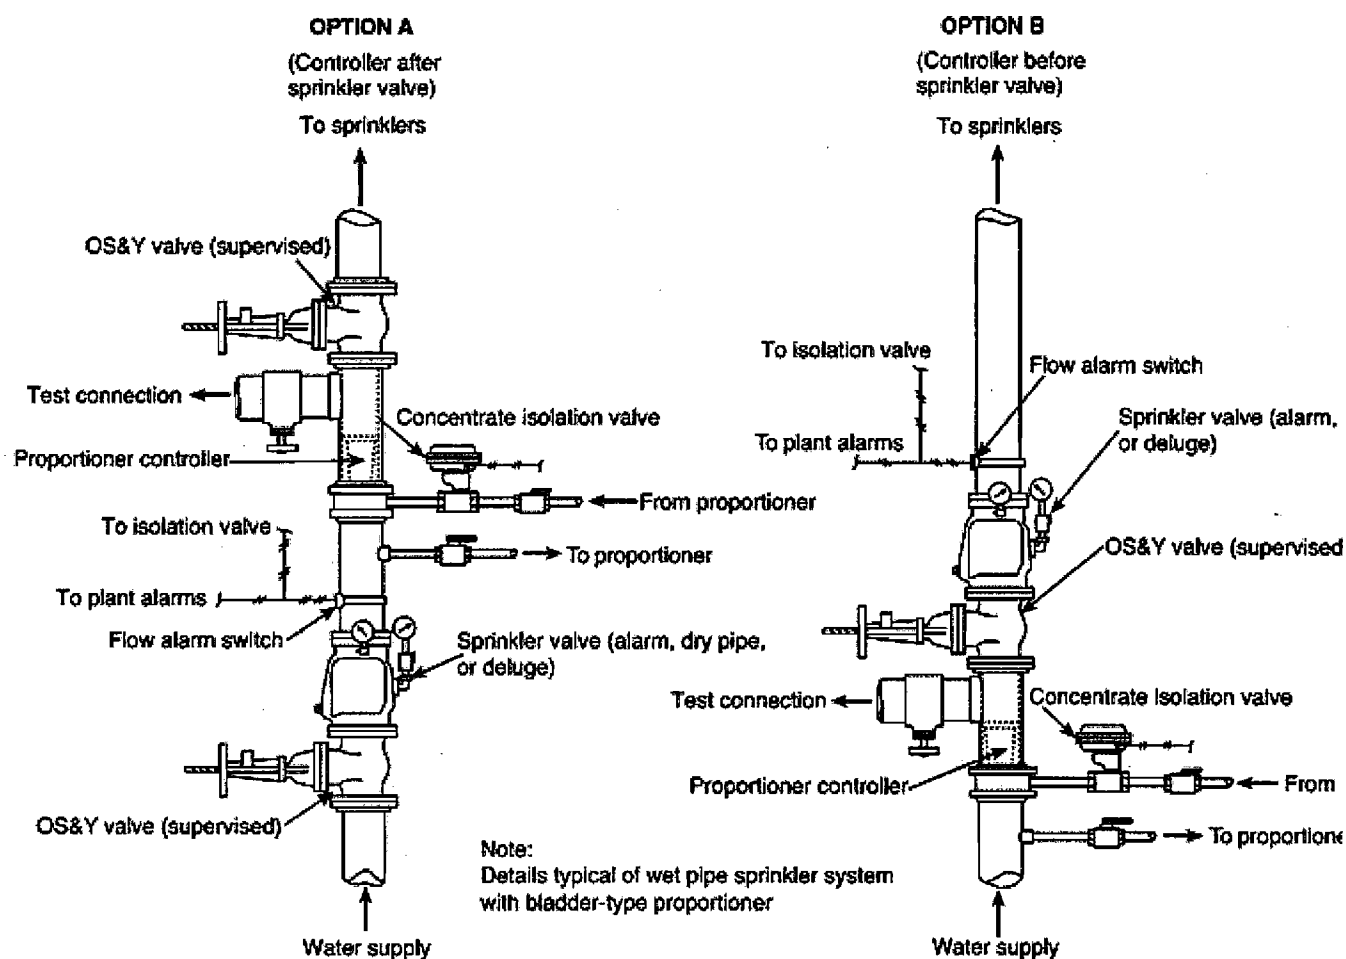 OPTION A
(Controller after
sprinkler valve)
To sprinklers
OS&Y valve (supervised)
Test connection
Concentrate isolation valve
Proportioner controller
From proportioner
To isolation valve
To proportioner
To plant alarms
Flow alarm switch
Sprinkler valve (alarm, dry pipe,
or deluge)
OS&Y valve (supervised)
Note:
Details typical of wet pipe sprinkler system
with bladder-type proportioner
Water supply
OPTION B
(Controller before
sprinkler valve)
To sprinklers
To isolation valve
Flow alarm switch
Sprinkler valve (alarm,
or deluge)
To plant alarms
OS&Y valve (supervised
Test connection
Concentrate isolation valve
Proportioner controller
From
To proportione
Water supply